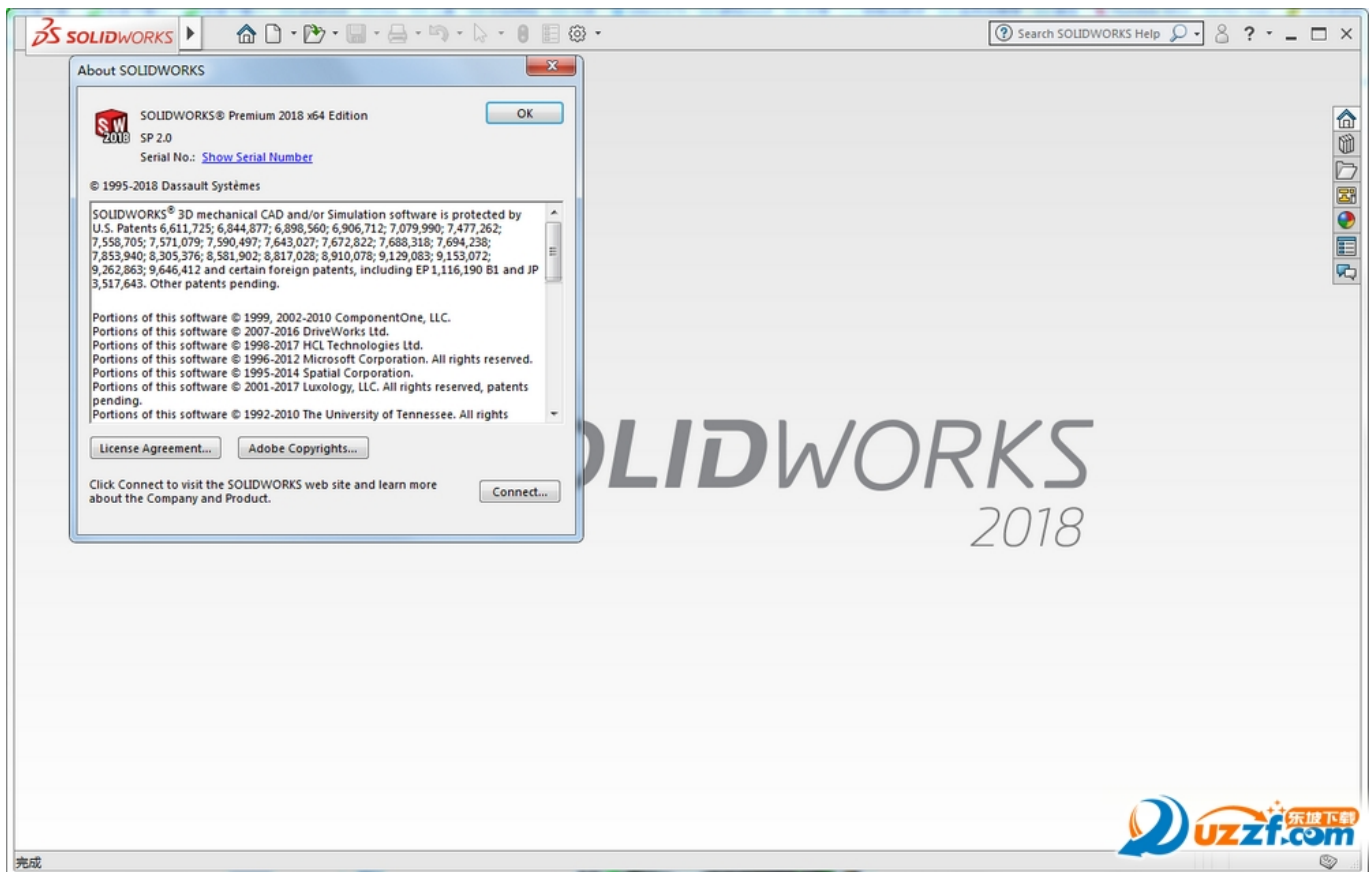 SOLIDWORKS
Search SOLIDWORKS Help
?
About SOLIDWORKS
SOLIDWORKS® Premium 2018 x64 Edition
OK
SW
2018
SP 2.0
Serial No.: Show Serial Number
© 1995-2018 Dassault Systèmes
SOLIDWORKS® 3D mechanical CAD and/or Simulation software is protected by
U.S. Patents 6,611,725; 6,844,877; 6,898,560; 6,906,712; 7,079,990; 7,477,262;
7,558,705; 7,571,079; 7,590,497; 7,643,027; 7,672,822; 7,688,318; 7,694,238;
7,853,940; 8,305,376; 8,581,902; 8,817,028; 8,910,078; 9,129,083; 9,153,072;
9,262,863; 9,646,412 and certain foreign patents, including EP 1,116,190 B1 and JP
3,517,643. Other patents pending.
Portions of this software © 1999, 2002-2010 ComponentOne, LLC.
Portions of this software © 2007-2016 DriveWorks Ltd.
Portions of this software © 1998-2017 HCL Technologies Ltd.
Portions of this software © 1996-2012 Microsoft Corporation. All rights reserved.
Portions of this software © 1995-2014 Spatial Corporation.
Portions of this software © 2001-2017 Luxology, LLC. All rights reserved, patents
pending.
Portions of this software © 1992-2010 The University of Tennessee. All rights
License Agreement...
Adobe Copyrights...
Click Connect to visit the SOLIDWORKS web site and learn more
about the Company and Product.
Connect...
OLIDWORKS
2018
乐坡下载
uzzf.com
完成